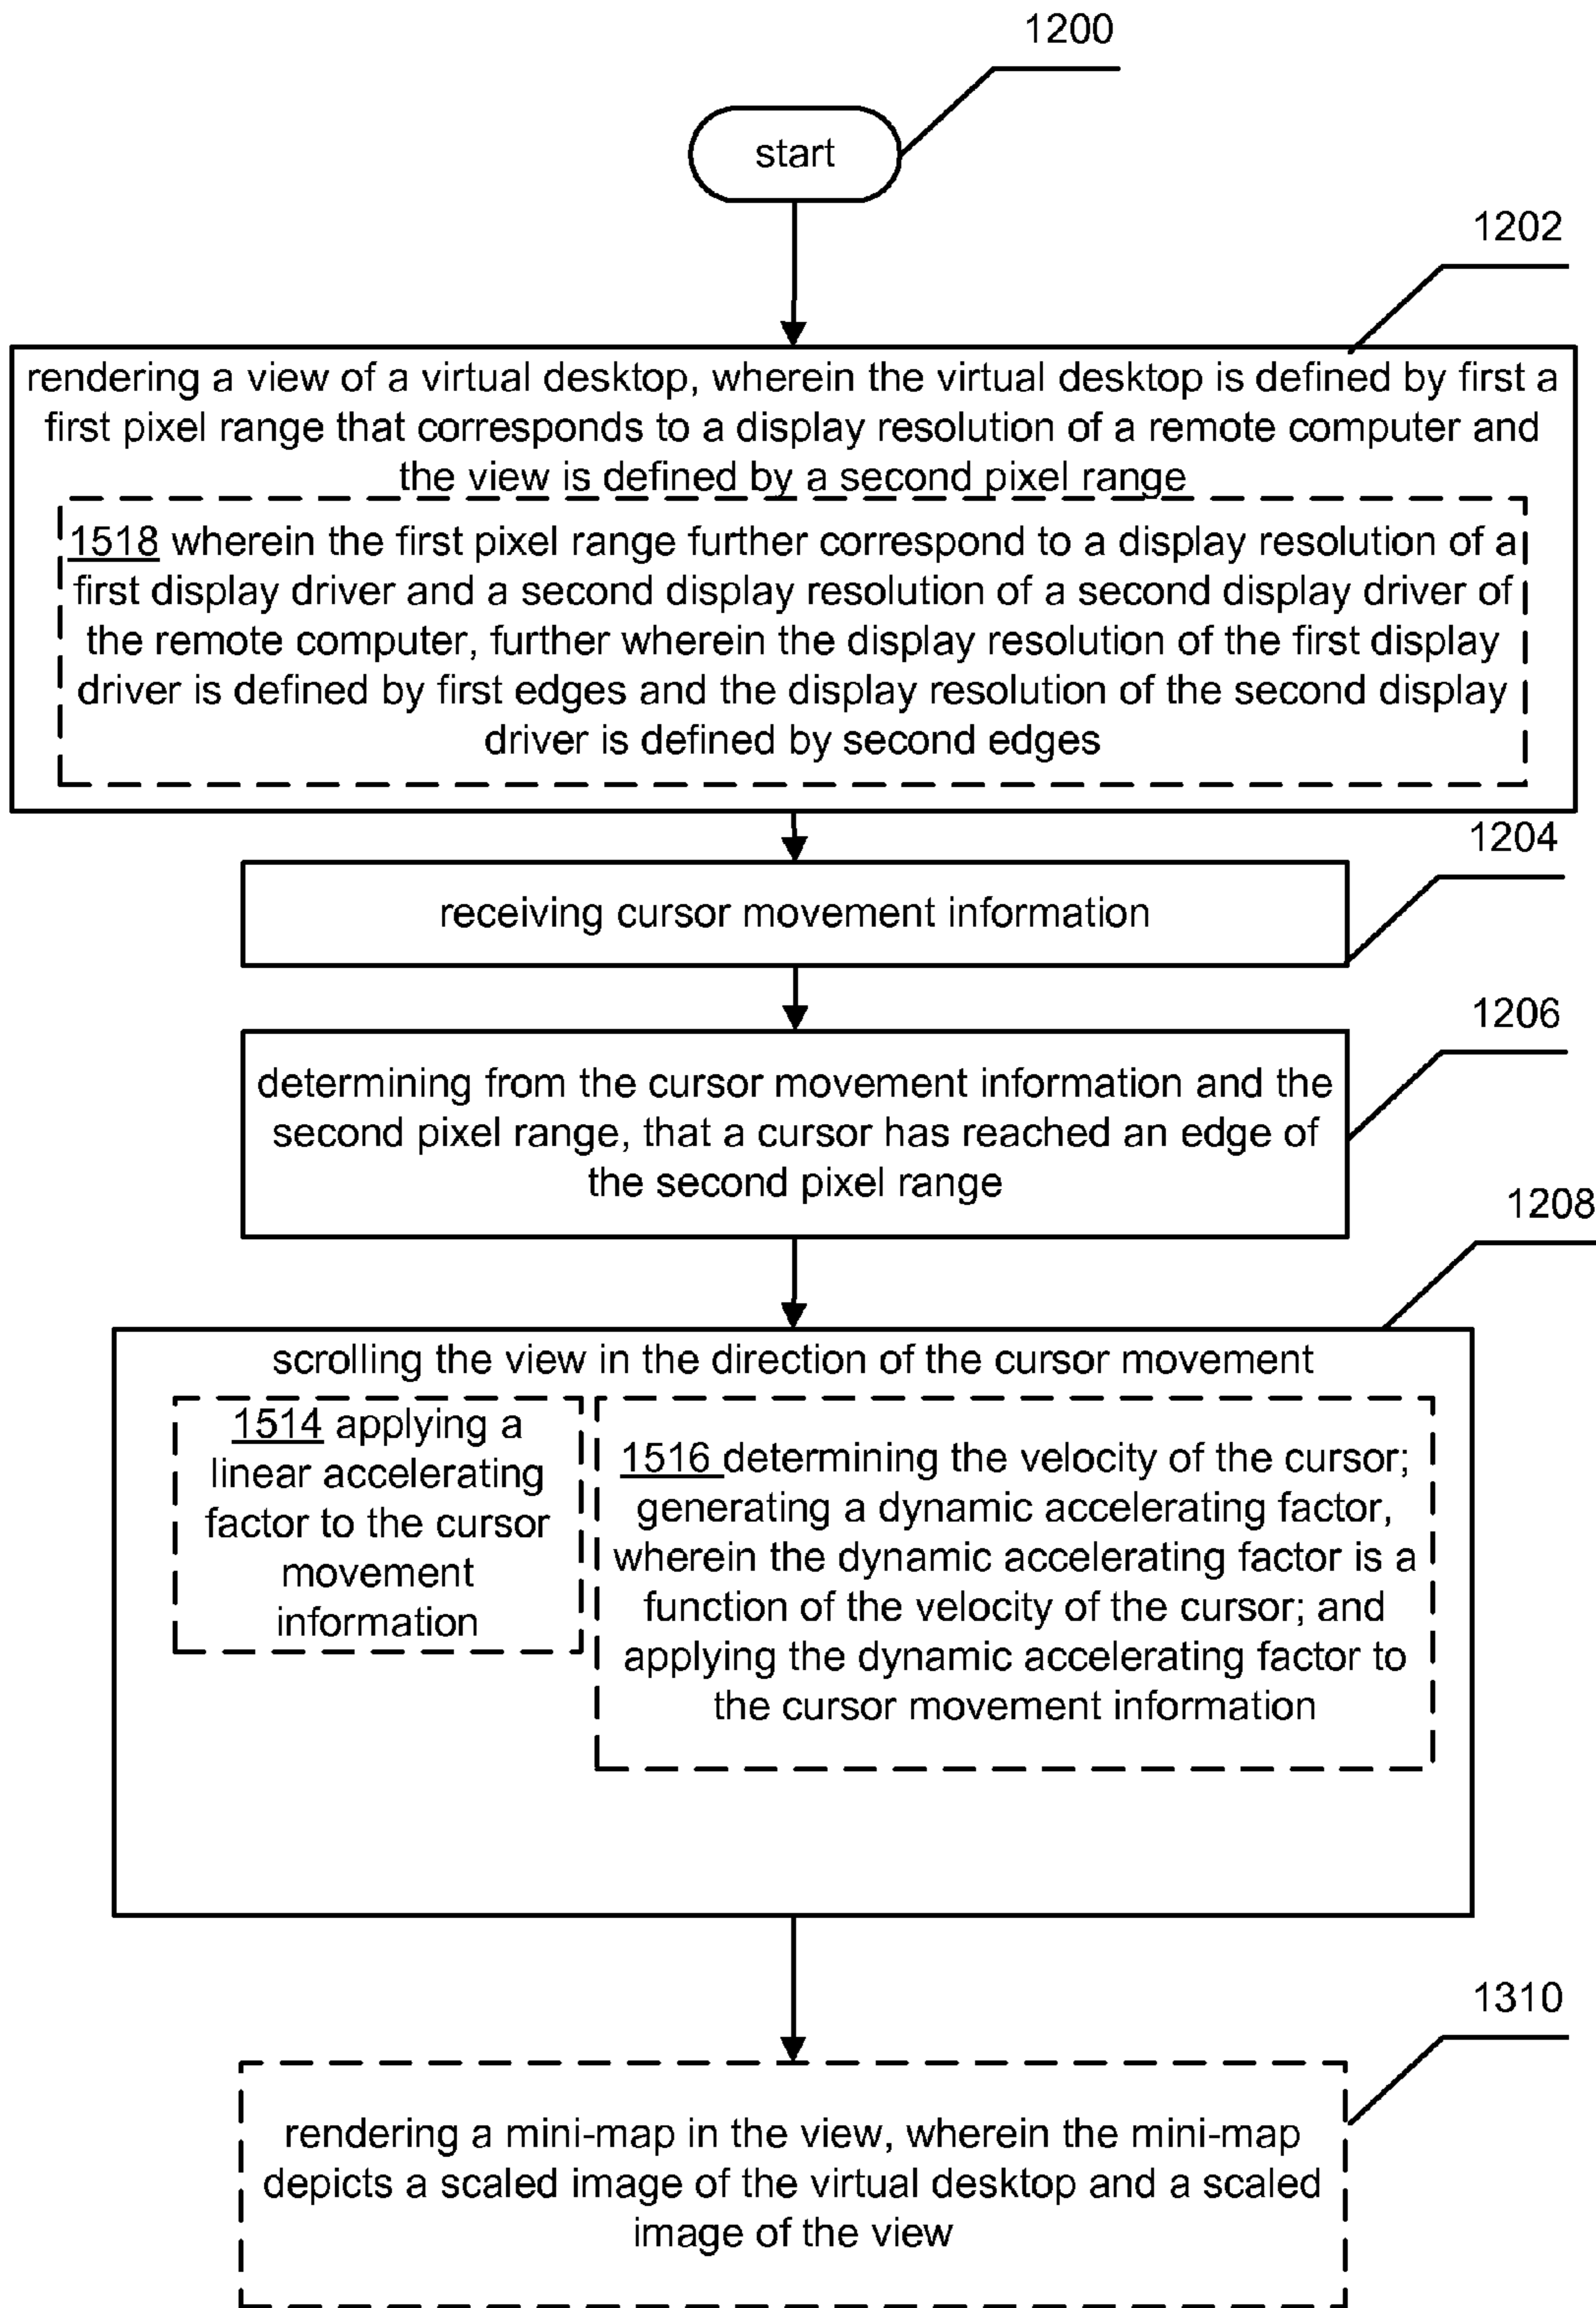 1200
start
1202
rendering a view of a virtual desktop, wherein the virtual desktop is defined by first a
first pixel range that corresponds to a display resolution of a remote computer and
the view is defined by a second pixel range
1518 wherein the first pixel range further correspond to a display resolution of a
first display driver and a second display resolution of a second display driver of
the remote computer, further wherein the display resolution of the first display
driver is defined by first edges and the display resolution of the second display
driver is defined by second edges
1204
receiving cursor movement information
1206
determining from the cursor movement information and the
second pixel range, that a cursor has reached an edge of
the second pixel range
1208
scrolling the view in the direction of the cursor movement
1514 applying a
linear accelerating
factor to the cursor
movement
information
1516 determining the velocity of the cursor;
generating a dynamic accelerating factor,
wherein the dynamic accelerating factor is a
function of the velocity of the cursor; and
applying the dynamic accelerating factor to
the cursor movement information
1310
rendering a mini-map in the view, wherein the mini-map
depicts a scaled image of the virtual desktop and a scaled
image of the view